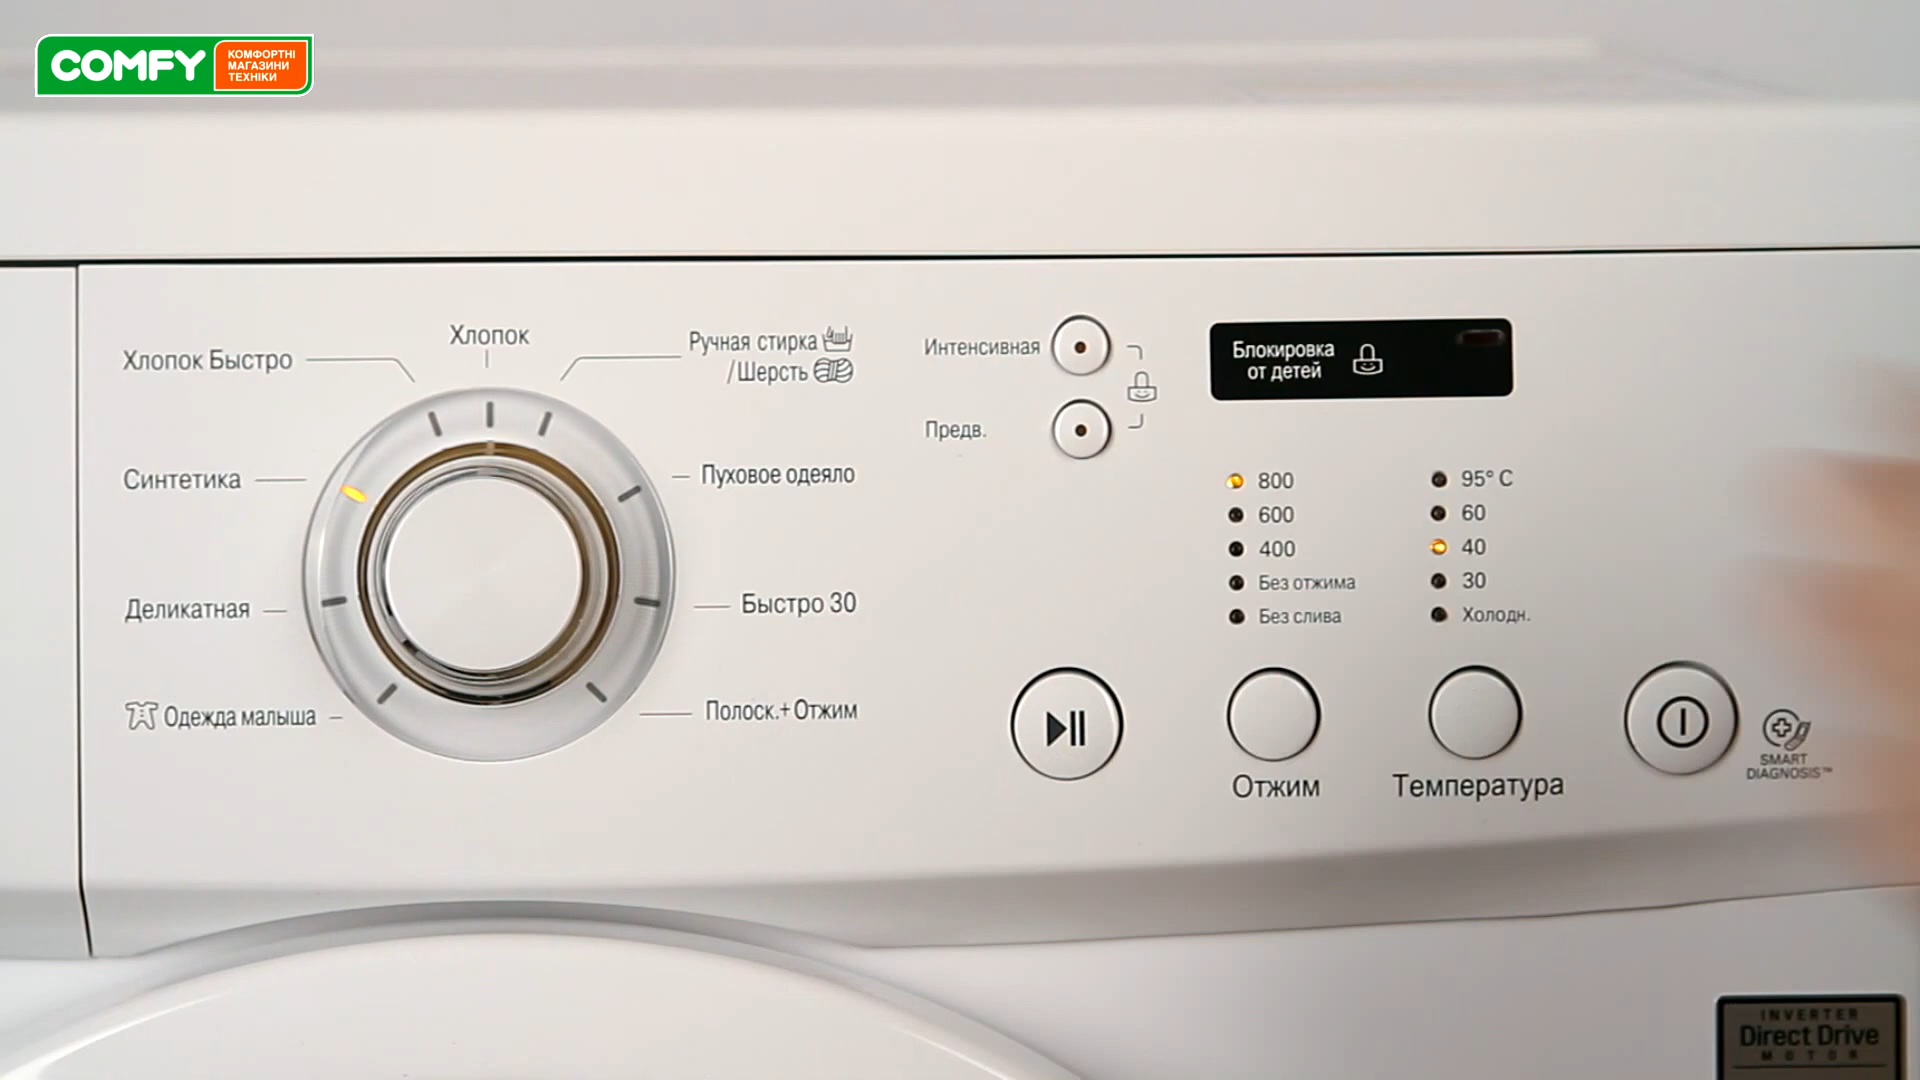 COMFY
КОМФОРТНІ
МАГАЗИНИ
ТЕХНІКИ
Хлопок Быстро
Хлопок
Ручная стирка
/Шерсть
Синтетика
Пуховое одеяло
Деликатная
Быстро 30
Одежда малыша
Полоск.+Отжим
Интенсивная
Предв.
Блокировка
от детей
800
600
400
Без отжима
Без слива
95° C
60
40
30
Холодн.
Отжим
Температура
SMART
DIAGNOSIS™
INVERTER
Direct Drive
MOTOR